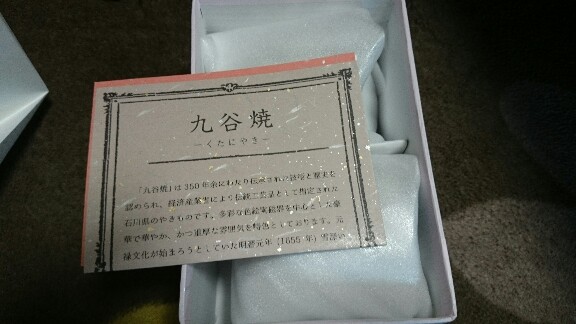 九谷焼
−くたにやき−
「九谷焼」は350年余にわたり伝承された技術と歴史を
認められ、経済産業省により伝統工芸品として指定された
石川県のやきものです。多彩な色絵装飾を中心とした豪
華で華やか、かつ重厚な雰囲気を特色としております。元
禄文化が始まろうとしていた明暦元年(1655年)